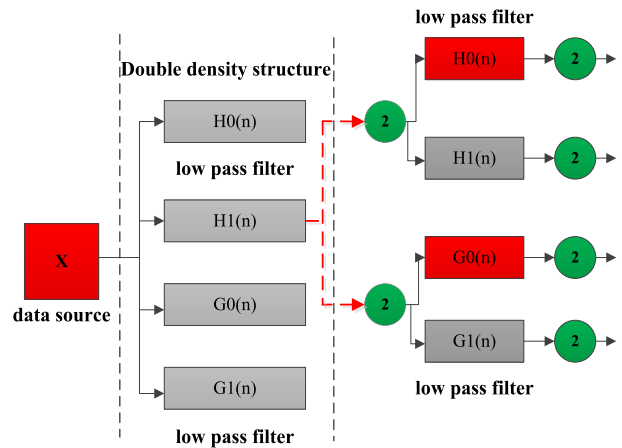 low pass filter
H0(n)
2
Double density structure
H0(n)
2
low pass filter
H1(n)
2
H1(n)
X
G0(n)
2
data source
G0(n)
2
G1(n)
2
G1(n)
low pass filter
low pass filter